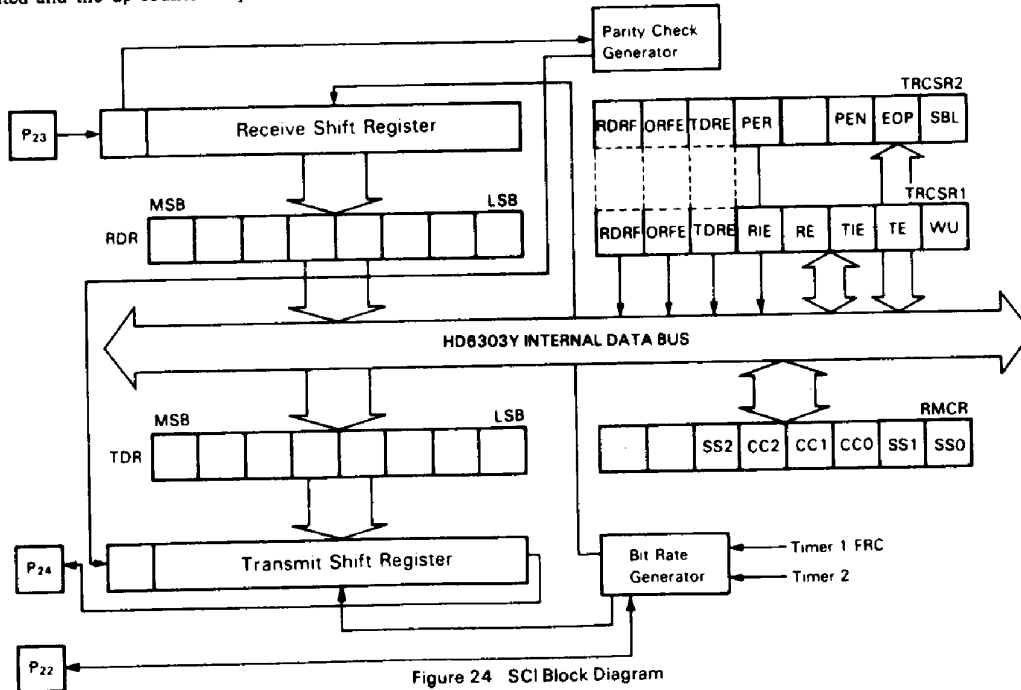 Parity Check
Generator
TRCSR2
RDRF ORFE TDRE PER PEN EOP SBL
P23
Receive Shift Register
TRCSR1
MSB LSB
RDR
RDRF ORFE TDRE RIE RE TIE TE WU
HD6303Y INTERNAL DATA BUS
MSB LSB
RMCR
TDR
SS2 CC2 CC1 CC0 SS1 SS0
P24
Transmit Shift Register
Bit Rate
Generator
Timer 1 FRC
Timer 2
P22
Figure 24 SCI Block Diagram